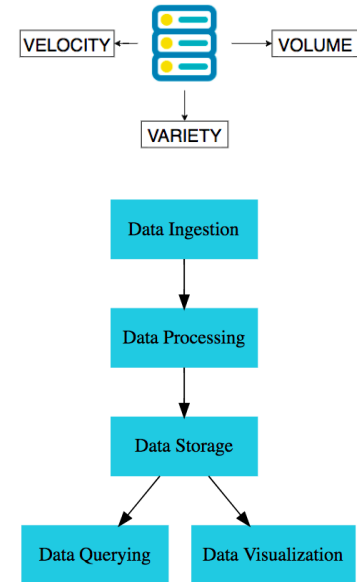 VELOCITY
VOLUME
VARIETY
Data Ingestion
Data Processing
Data Storage
Data Querying
Data Visualization